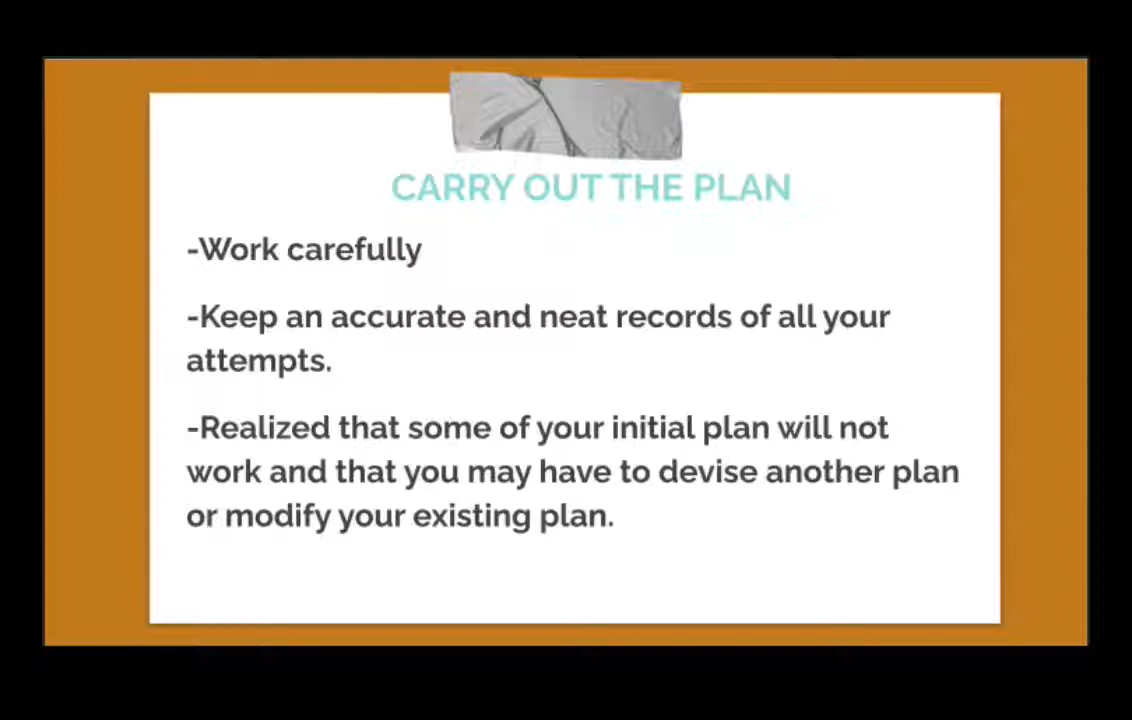 CARRY OUT THE PLAN
-Work carefully
-Keep an accurate and neat records of all your
attempts.
-Realized that some of your initial plan will not
work and that you may have to devise another plan
or modify your existing plan.